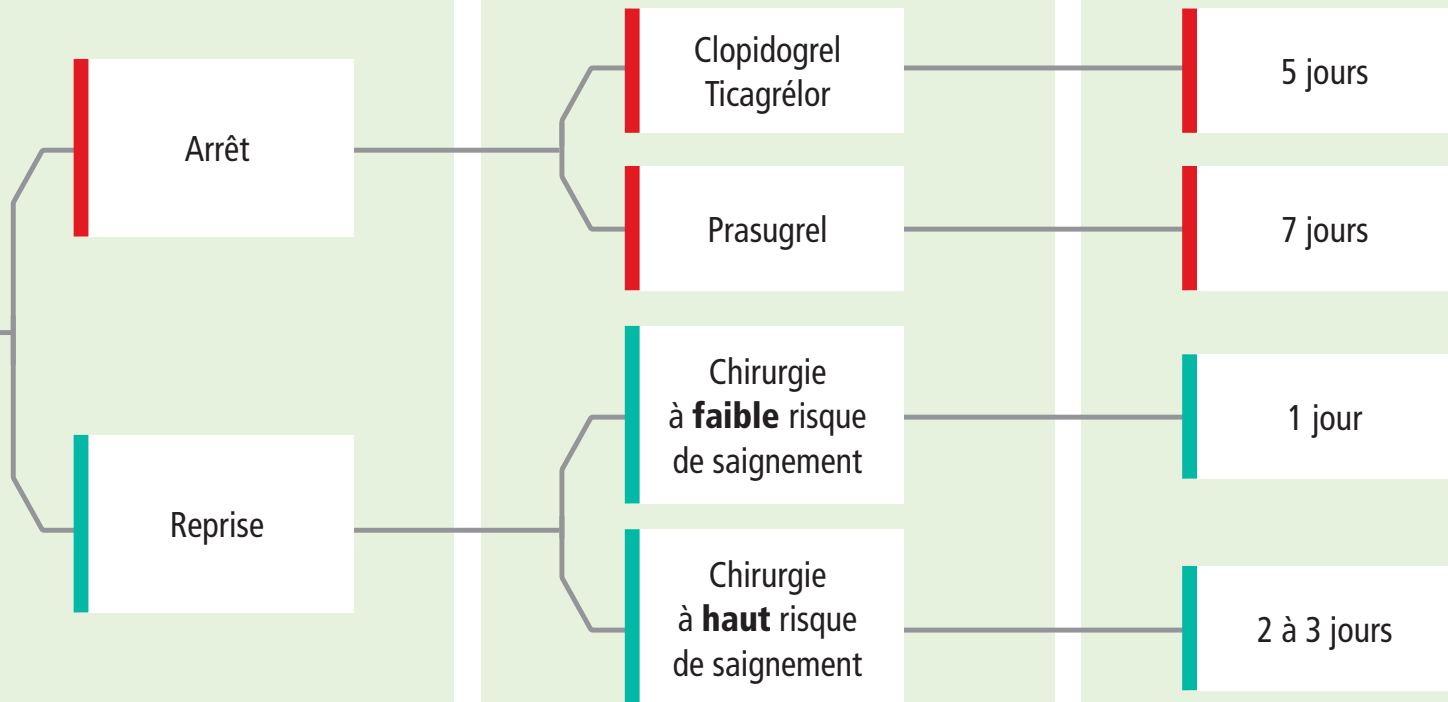 Arrêt
Clopidogrel
Ticagrélor
5 jours
Prasugrel
7 jours
Reprise
Chirurgie
à faible risque
de saignement
1 jour
Chirurgie
à haut risque
de saignement
2 à 3 jours